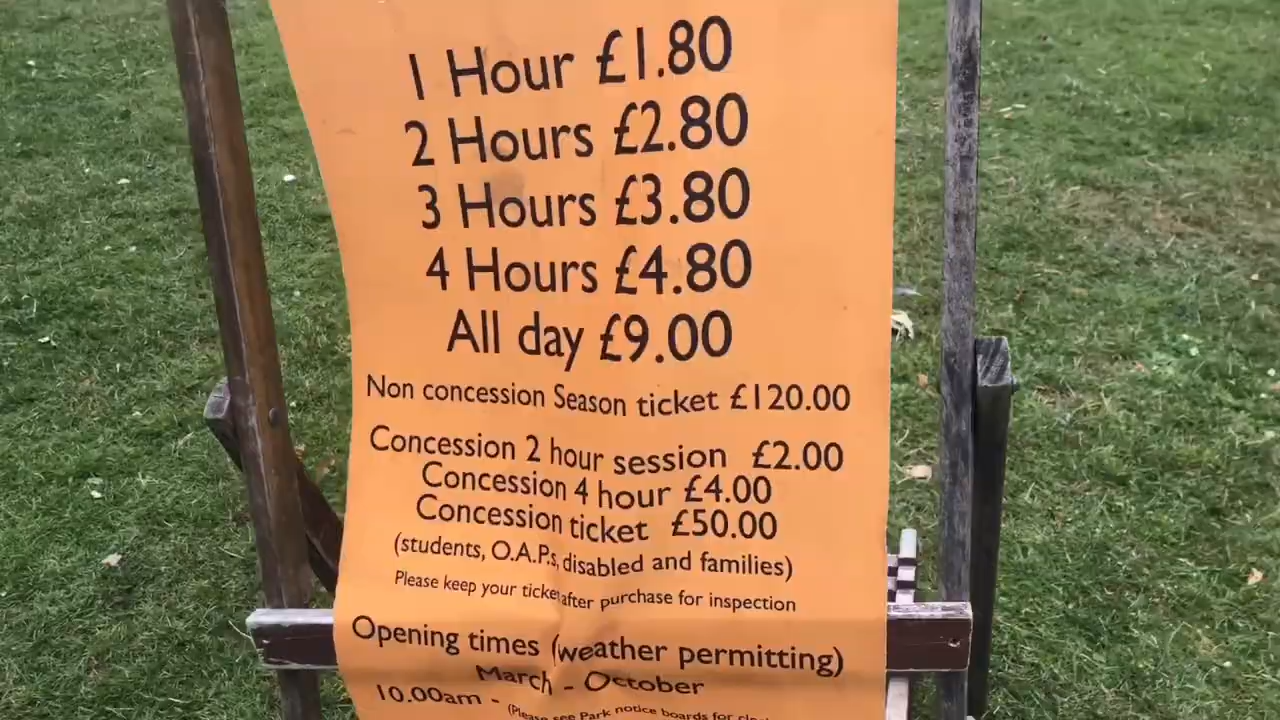 1 Hour £1.80
2 Hours £2.80
3 Hours £3.80
4 Hours £4.80
All day £9.00
Non concession Season ticket £120.00
Concession 2 hour session £2.00
Concession 4 hour £4.00
Concession ticket £50.00
(students, O.A.P.s, disabled and families)
Please keep your ticket after purchase for inspection
Opening times (weather permitting)
March - October
10.00am - (Please see Park notice boards for